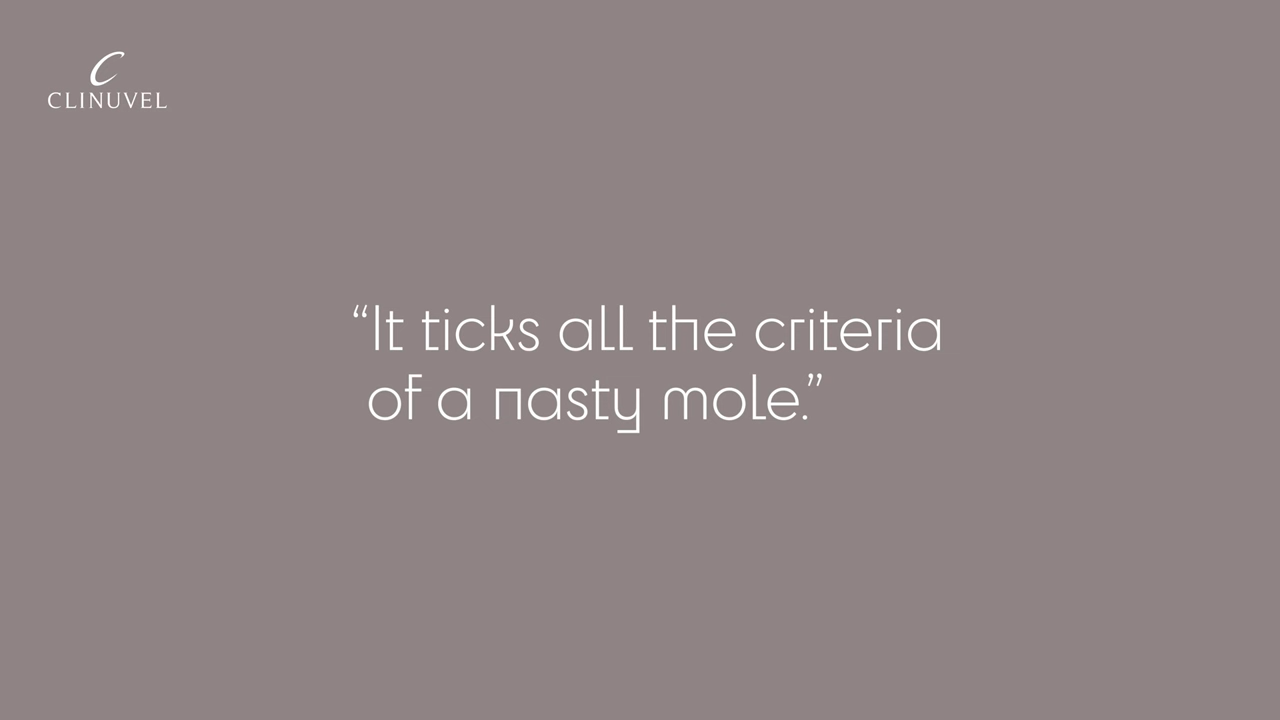 C
CLINUVEL
“It ticks all the criteria
of a nasty mole.”